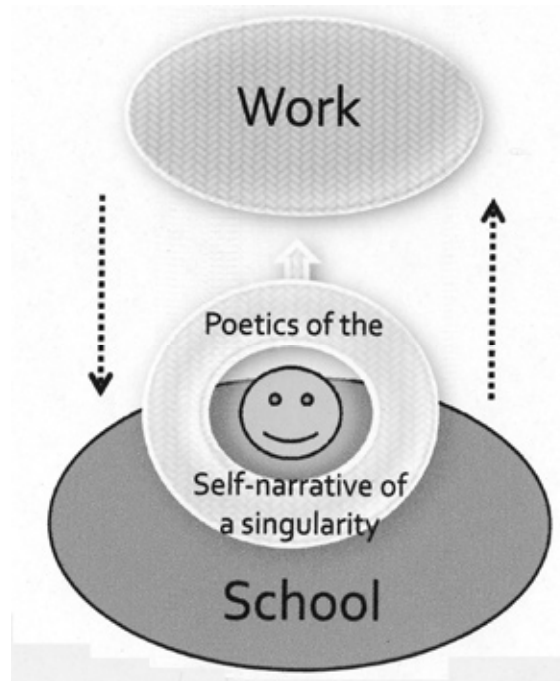 Work
Poetics of the
Self-narrative of
a singularity
School